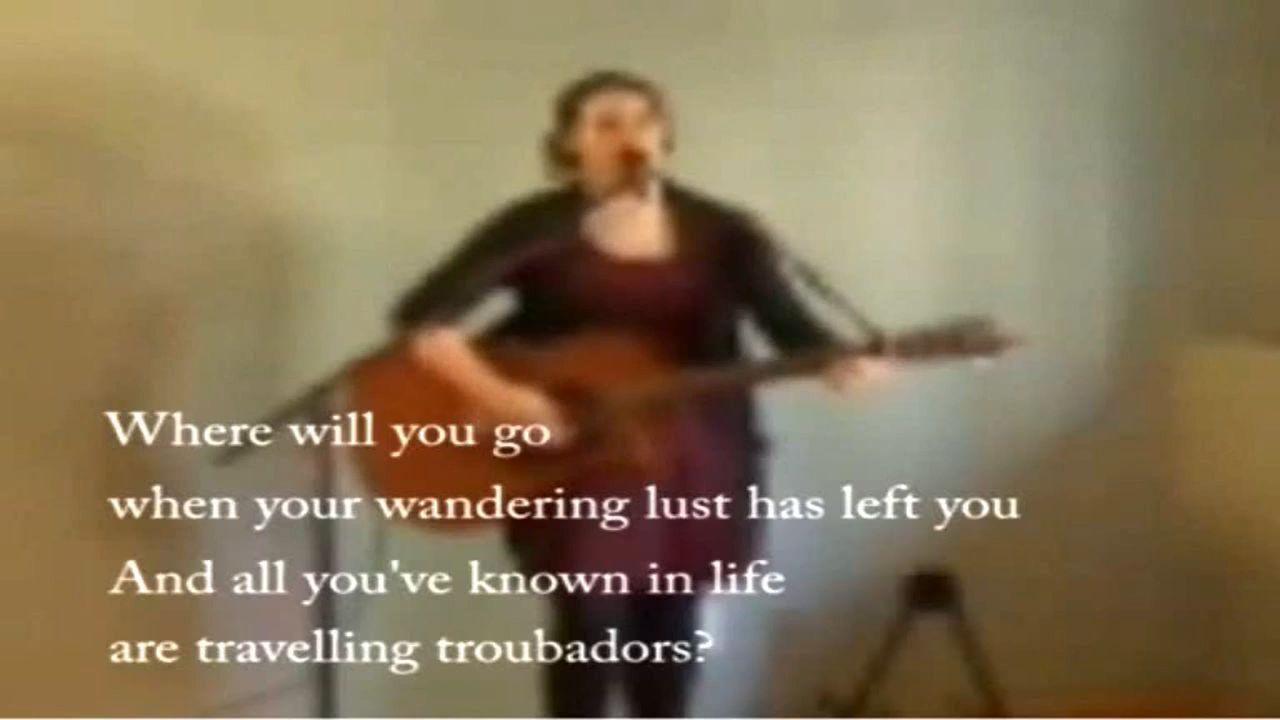 Where will you go
when your wandering lust has left you
And all you've known in life
are travelling troubadors?